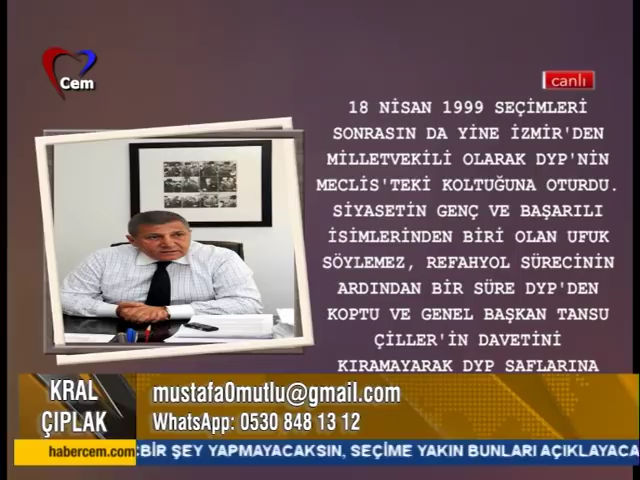 Cem
canlı
18 NİSAN 1999 SEÇİMLERİ
SONRASIN DA YİNE İZMİR'DEN
MİLLETVEKİLİ OLARAK DYP'NİN
MECLİS'TEKİ KOLTUĞUNA OTURDU.
SİYASETİN GENÇ VE BAŞARILI
İSİMLERİNDEN BİRİ OLAN UFUK
SÖYLEMEZ, REFAHYOL SÜRECİNİN
ARDINDAN BİR SÜRE DYP'DEN
KOPTU VE GENEL BAŞKAN TANSU
ÇİLLER'İN DAVETİNİ
KIRAMAYARAK DYP SAFLARINA
KRAL
ÇIPLAK
mustafa0mutlu@gmail.com
WhatsApp: 0530 848 13 12
habercem.com
BİR ŞEY YAPMAYACAKSIN, SEÇİME YAKIN BUNLARI AÇIKLAYACA